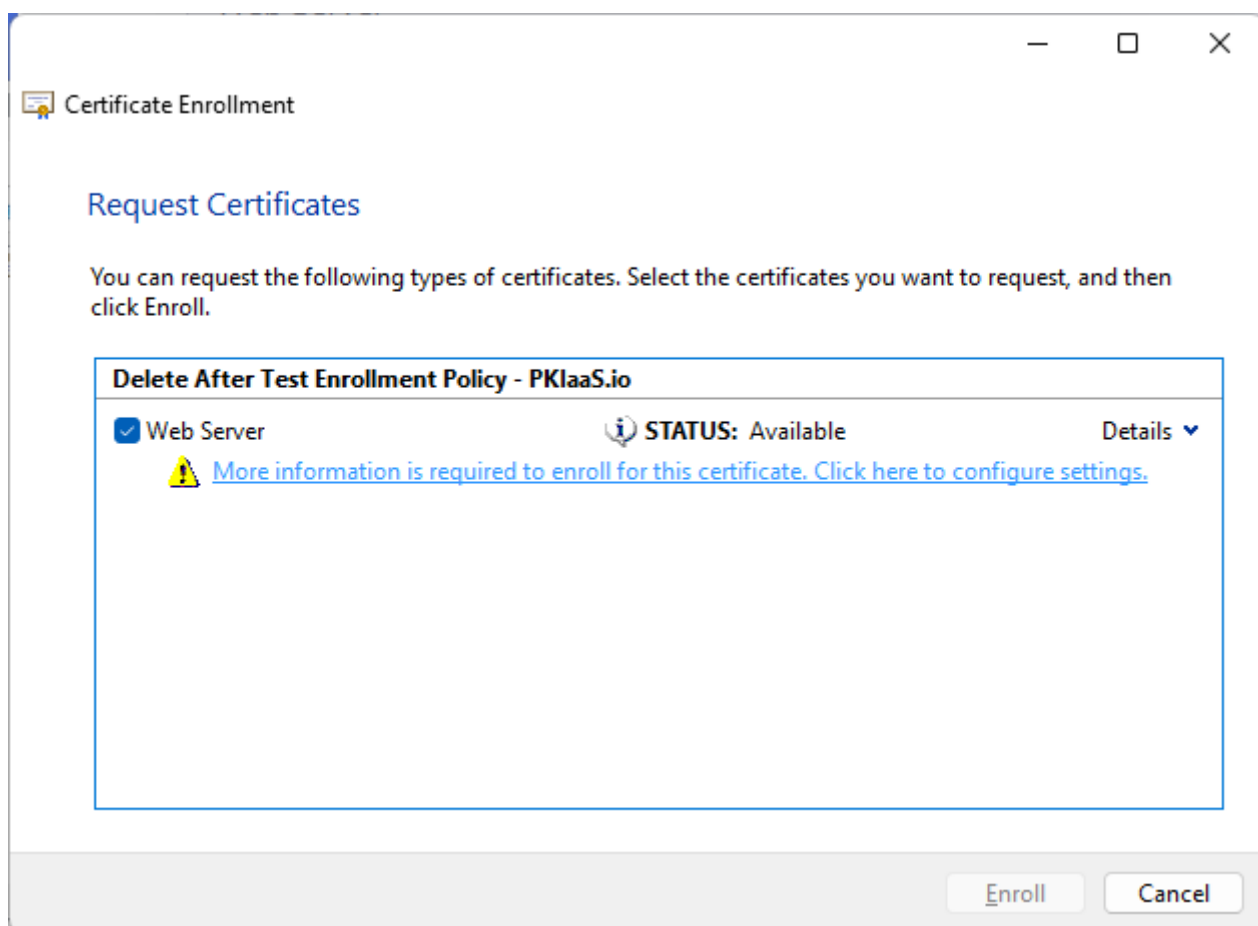 Certificate Enrollment
Request Certificates
You can request the following types of certificates. Select the certificates you want to request, and then
click Enroll.
Delete After Test Enrollment Policy - PKIaaS.io
Web Server STATUS: Available Details
More information is required to enroll for this certificate. Click here to configure settings.
Enroll Cancel